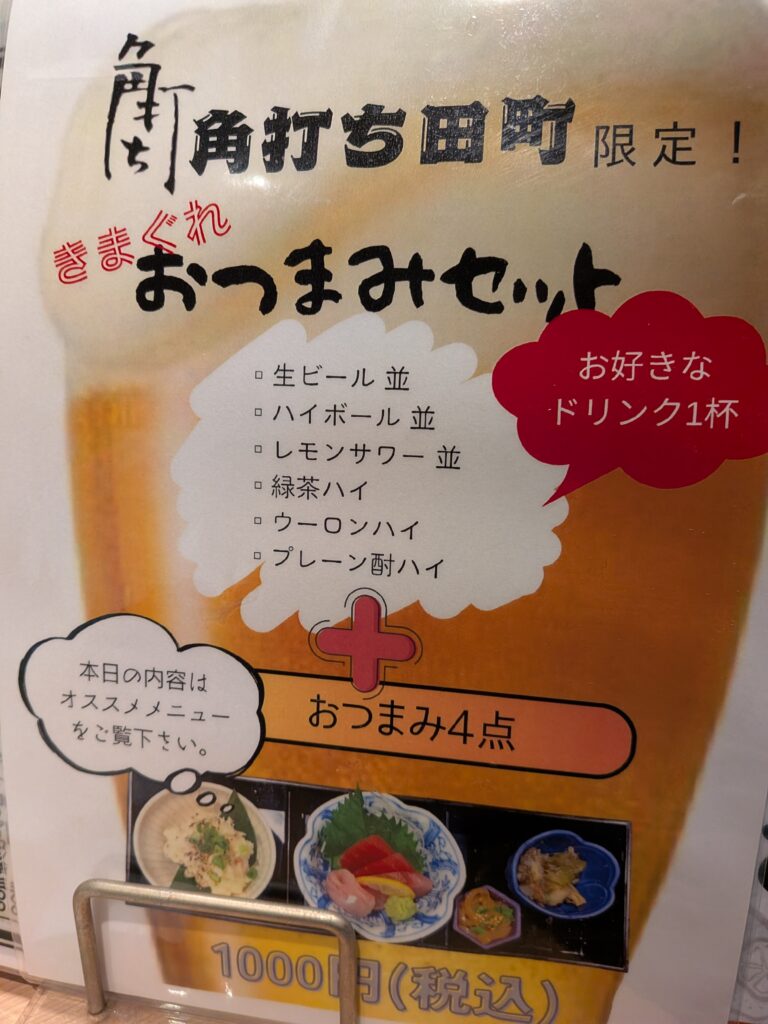 角打ち
角打ち田町 限定！
きまぐれ
おつまみセット
お好きな
ドリンク1杯
生ビール 並
ハイボール 並
レモンサワー 並
緑茶ハイ
ウーロンハイ
プレーン酎ハイ
本日の内容は
オススメメニュー
をご覧下さい。
おつまみ4点
1000円(税込)